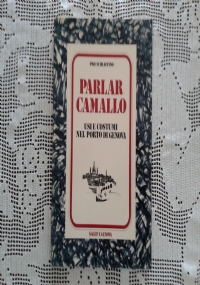 PARLAR
CAMALLO
USI E COSTUMI
NEL PORTO DI GENOVA